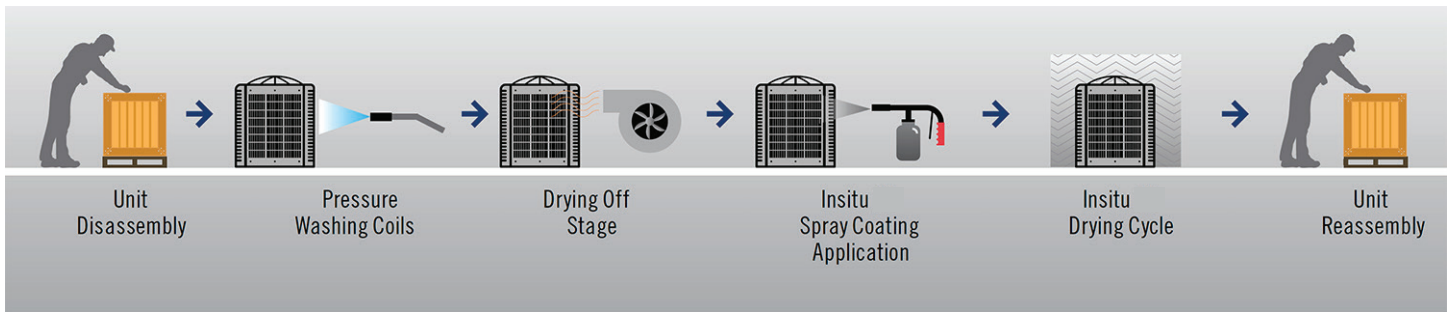 Unit
Disassembly
Pressure
Washing Coils
Drying Off
Stage
Insitu
Spray Coating
Application
Insitu
Drying Cycle
Unit
Reassembly